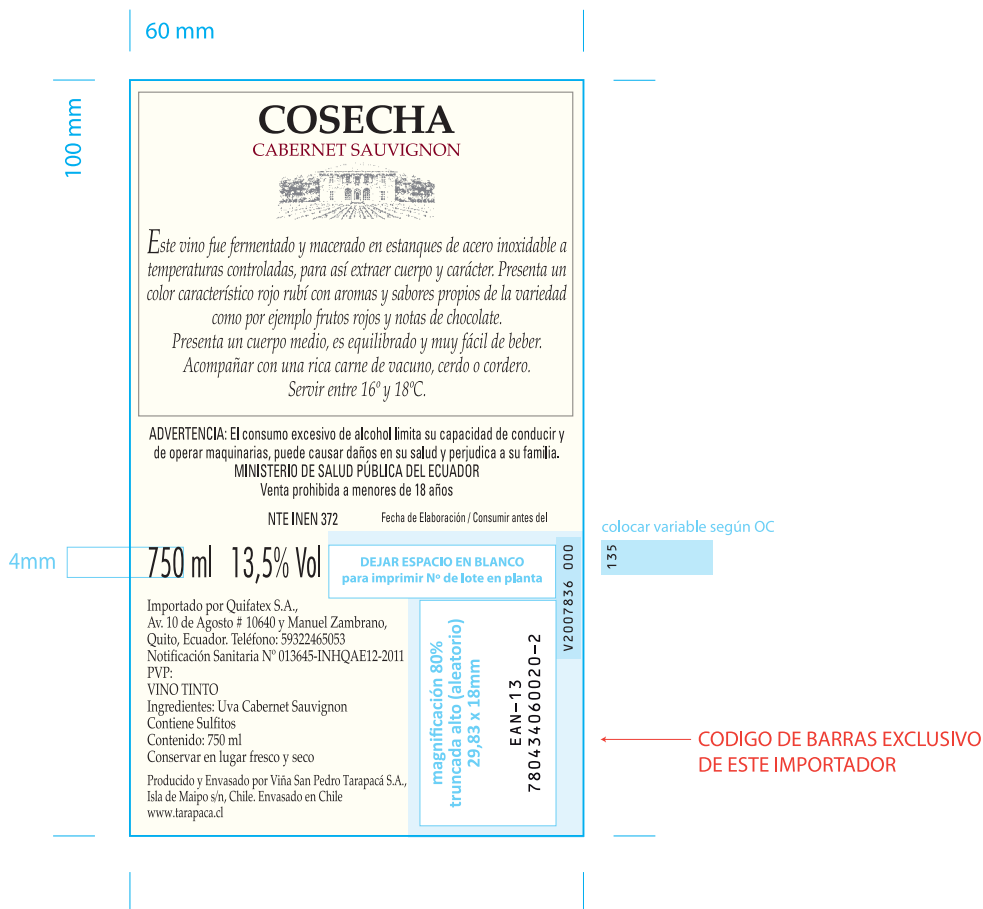 60 mm
100 mm
COSECHA
CABERNET SAUVIGNON
Este vino fue fermentado y macerado en estanques de acero inoxidable a
temperaturas controladas, para así extraer cuerpo y carácter. Presenta un
color característico rojo rubí con aromas y sabores propios de la variedad
como por ejemplo frutos rojos y notas de chocolate.
Presenta un cuerpo medio, es equilibrado y muy fácil de beber.
Acompañar con una rica carne de vacuno, cerdo o cordero.
Servir entre 16º y 18ºC.
ADVERTENCIA: El consumo excesivo de alcohol limita su capacidad de conducir y
de operar maquinarias, puede causar daños en su salud y perjudica a su familia.
MINISTERIO DE SALUD PÚBLICA DEL ECUADOR
Venta prohibida a menores de 18 años
NTE INEN 372
Fecha de Elaboración / Consumir antes del
colocar variable según OC
135
4mm
750 ml 13,5% Vol
DEJAR ESPACIO EN BLANCO
para imprimir Nº de lote en planta
V2007836 000
Importado por Quifatex S.A.,
Av. 10 de Agosto # 10640 y Manuel Zambrano,
Quito, Ecuador. Teléfono: 59322465053
Notificación Sanitaria Nº 013645-INHQAE12-2011
PVP:
VINO TINTO
Ingredientes: Uva Cabernet Sauvignon
Contiene Sulfitos
Contenido: 750 ml
Conservar en lugar fresco y seco
Producido y Envasado por Viña San Pedro Tarapacá S.A.,
Isla de Maipo s/n, Chile. Envasado en Chile
www.tarapaca.cl
magnificación 80%
truncada alto (aleatorio)
29,83 x 18mm
EAN-13
780434060020-2
CODIGO DE BARRAS EXCLUSIVO
DE ESTE IMPORTADOR